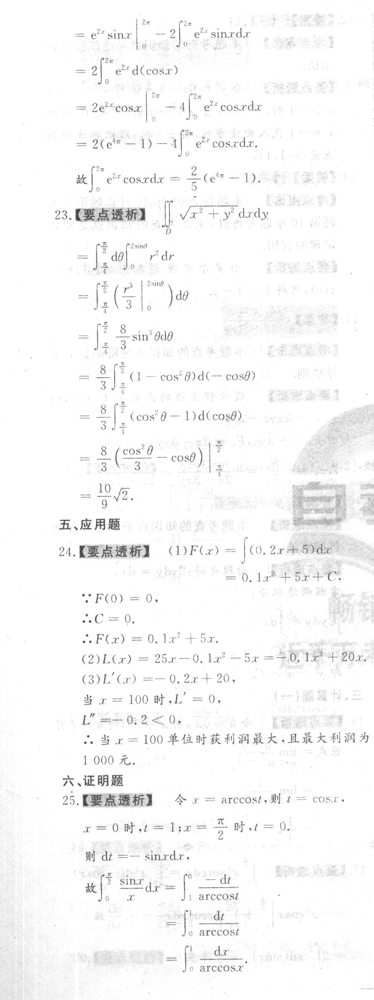 = e^{2x} sinx |_0^{2π} − 2∫_0^{2π} e^{2x} sinxdx
= 2∫_0^{2π} e^{2x} d(cosx)
= 2e^{2x} cosx |_0^{2π} − 4∫_0^{2π} e^{2x} cosxdx
= 2(e^{4π} − 1) − 4∫_0^{2π} e^{2x} cosxdx.
故∫_0^{2π} e^{2x} cosxdx = 2/5 (e^{4π} − 1).
23.【要点透析】 ∬_D √(x² + y²) dxdy
= ∫_{π/4}^{π/2} dθ∫_0^{2sinθ} r² dr
= ∫_{π/4}^{π/2} (r³/3 |_0^{2sinθ}) dθ
= ∫_{π/4}^{π/2} 8/3 sin³ θdθ
= 8/3 ∫_{π/4}^{π/2} (1 − cos² θ)d(− cosθ)
= 8/3 ∫_{π/4}^{π/2} (cos² θ − 1)d(cosθ)
= 8/3 (cos³ θ/3 − cosθ) |_{π/4}^{π/2}
= 10/9 √2.
五、应用题
24.【要点透析】 (1)F(x) = ∫(0.2x + 5)dx
= 0.1x² + 5x + C,
∵F(0) = 0,
∴C = 0.
∴F(x) = 0.1x² + 5x.
(2)L(x) = 25x − 0.1x² − 5x =− 0.1x² + 20x.
(3)L′(x) =− 0.2x + 20,
当 x = 100 时,L′ = 0,
L″ =− 0.2 < 0,
∴ 当 x = 100 单位时获利润最大,且最大利润为
1 000 元.
六、证明题
25.【要点透析】 令 x = arccost,则 t = cosx,
x = 0 时,t = 1;x = π/2 时,t = 0.
则 dt =− sinxdx,
故∫_0^{π/2} sinx/x dx = ∫_1^0 −dt/arccost
= ∫_0^1 dt/arccost
= ∫_0^1 dx/arccosx.